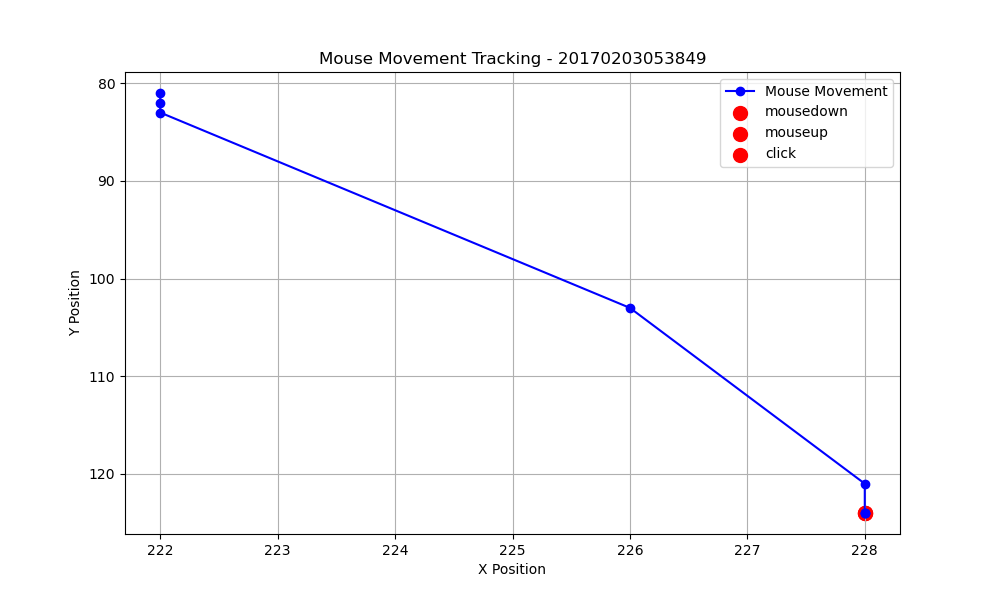 Mouse Movement Tracking - 20170203053849
Mouse Movement
mousedown
mouseup
click
80
90
100
110
120
Y Position
222 223 224 225 226 227 228
X Position